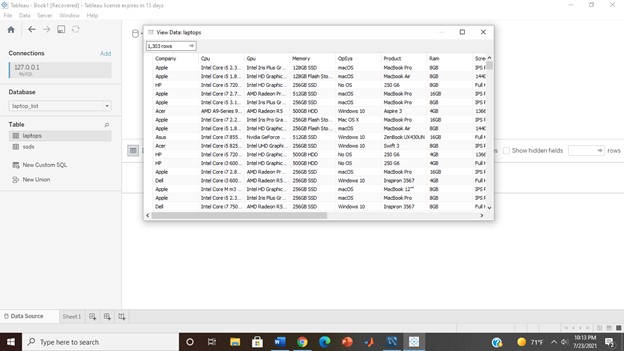 Tableau - Book1 [Recovered] - Tableau license expires in 13 days
File Data Server Window Help
Connections Add
127.0.0.1
MySQL
Database
laptop_list
Table
laptops
ssds
New Custom SQL
New Union
View Data: laptops
1,303 rows
Company Cpu Gpu Memory OpSys Product Ram
Apple Intel Core i5 2.3... Intel Iris Plus Gr... 128GB SSD macOS MacBook Pro 8GB IPS
Apple Intel Core i5 1.8... Intel HD Graphic... 128GB Flash Sto... macOS MacBook Air 8GB 1440
HP Intel Core i5 720... Intel HD Graphic... 256GB SSD No OS 250 G6 8GB Full
Apple Intel Core i7 2.7... AMD Radeon Pr... 512GB SSD macOS MacBook Pro 16GB IPS
Apple Intel Core i5 3.1... Intel Iris Plus Gr... 256GB SSD macOS MacBook Pro 8GB IPS
Acer AMD A9-Series 9... AMD Radeon R5... 500GB HDD Windows 10 Aspire 3 4GB 1366
Apple Intel Core i7 2.2... Intel Iris Pro Gra... 256GB Flash Sto... Mac OS X MacBook Pro 16GB IPS
Apple Intel Core i5 1.8... Intel HD Graphic... 256GB Flash Sto... macOS MacBook Air 8GB 1440
Asus Intel Core i7 855... Nvidia GeForce ... 512GB SSD Windows 10 16GB Full
Acer Intel Core i5 825... Intel UHD Graphi... 256GB SSD Windows 10 Swift 3 8GB IPS
HP Intel Core i5 720... Intel HD Graphic... 500GB HDD No OS 250 G6 4GB 1366
HP Intel Core i3 600... Intel HD Graphic... 500GB HDD No OS 250 G6 4GB
Apple Intel Core i7 2.8... AMD Radeon Pr... 256GB SSD macOS MacBook Pro 16GB IPS
Dell Intel Core i3 600... AMD Radeon R5... 256GB SSD Windows 10 Inspiron 3567 4GB Full
Apple Intel Core M m3 ... Intel HD Graphic... 256GB SSD macOS MacBook 12"" 8GB IPS
Apple Intel Core i5 2.3... Intel Iris Plus Gr... 256GB SSD macOS MacBook Pro 8GB IPS
Dell Intel Core i7 750... AMD Radeon R5... 256GB SSD Windows 10 Inspiron 3567 8GB Full
Show hidden fields rows
Data Source Sheet 1
Type here to search
71°F
10:13 PM
7/23/2021